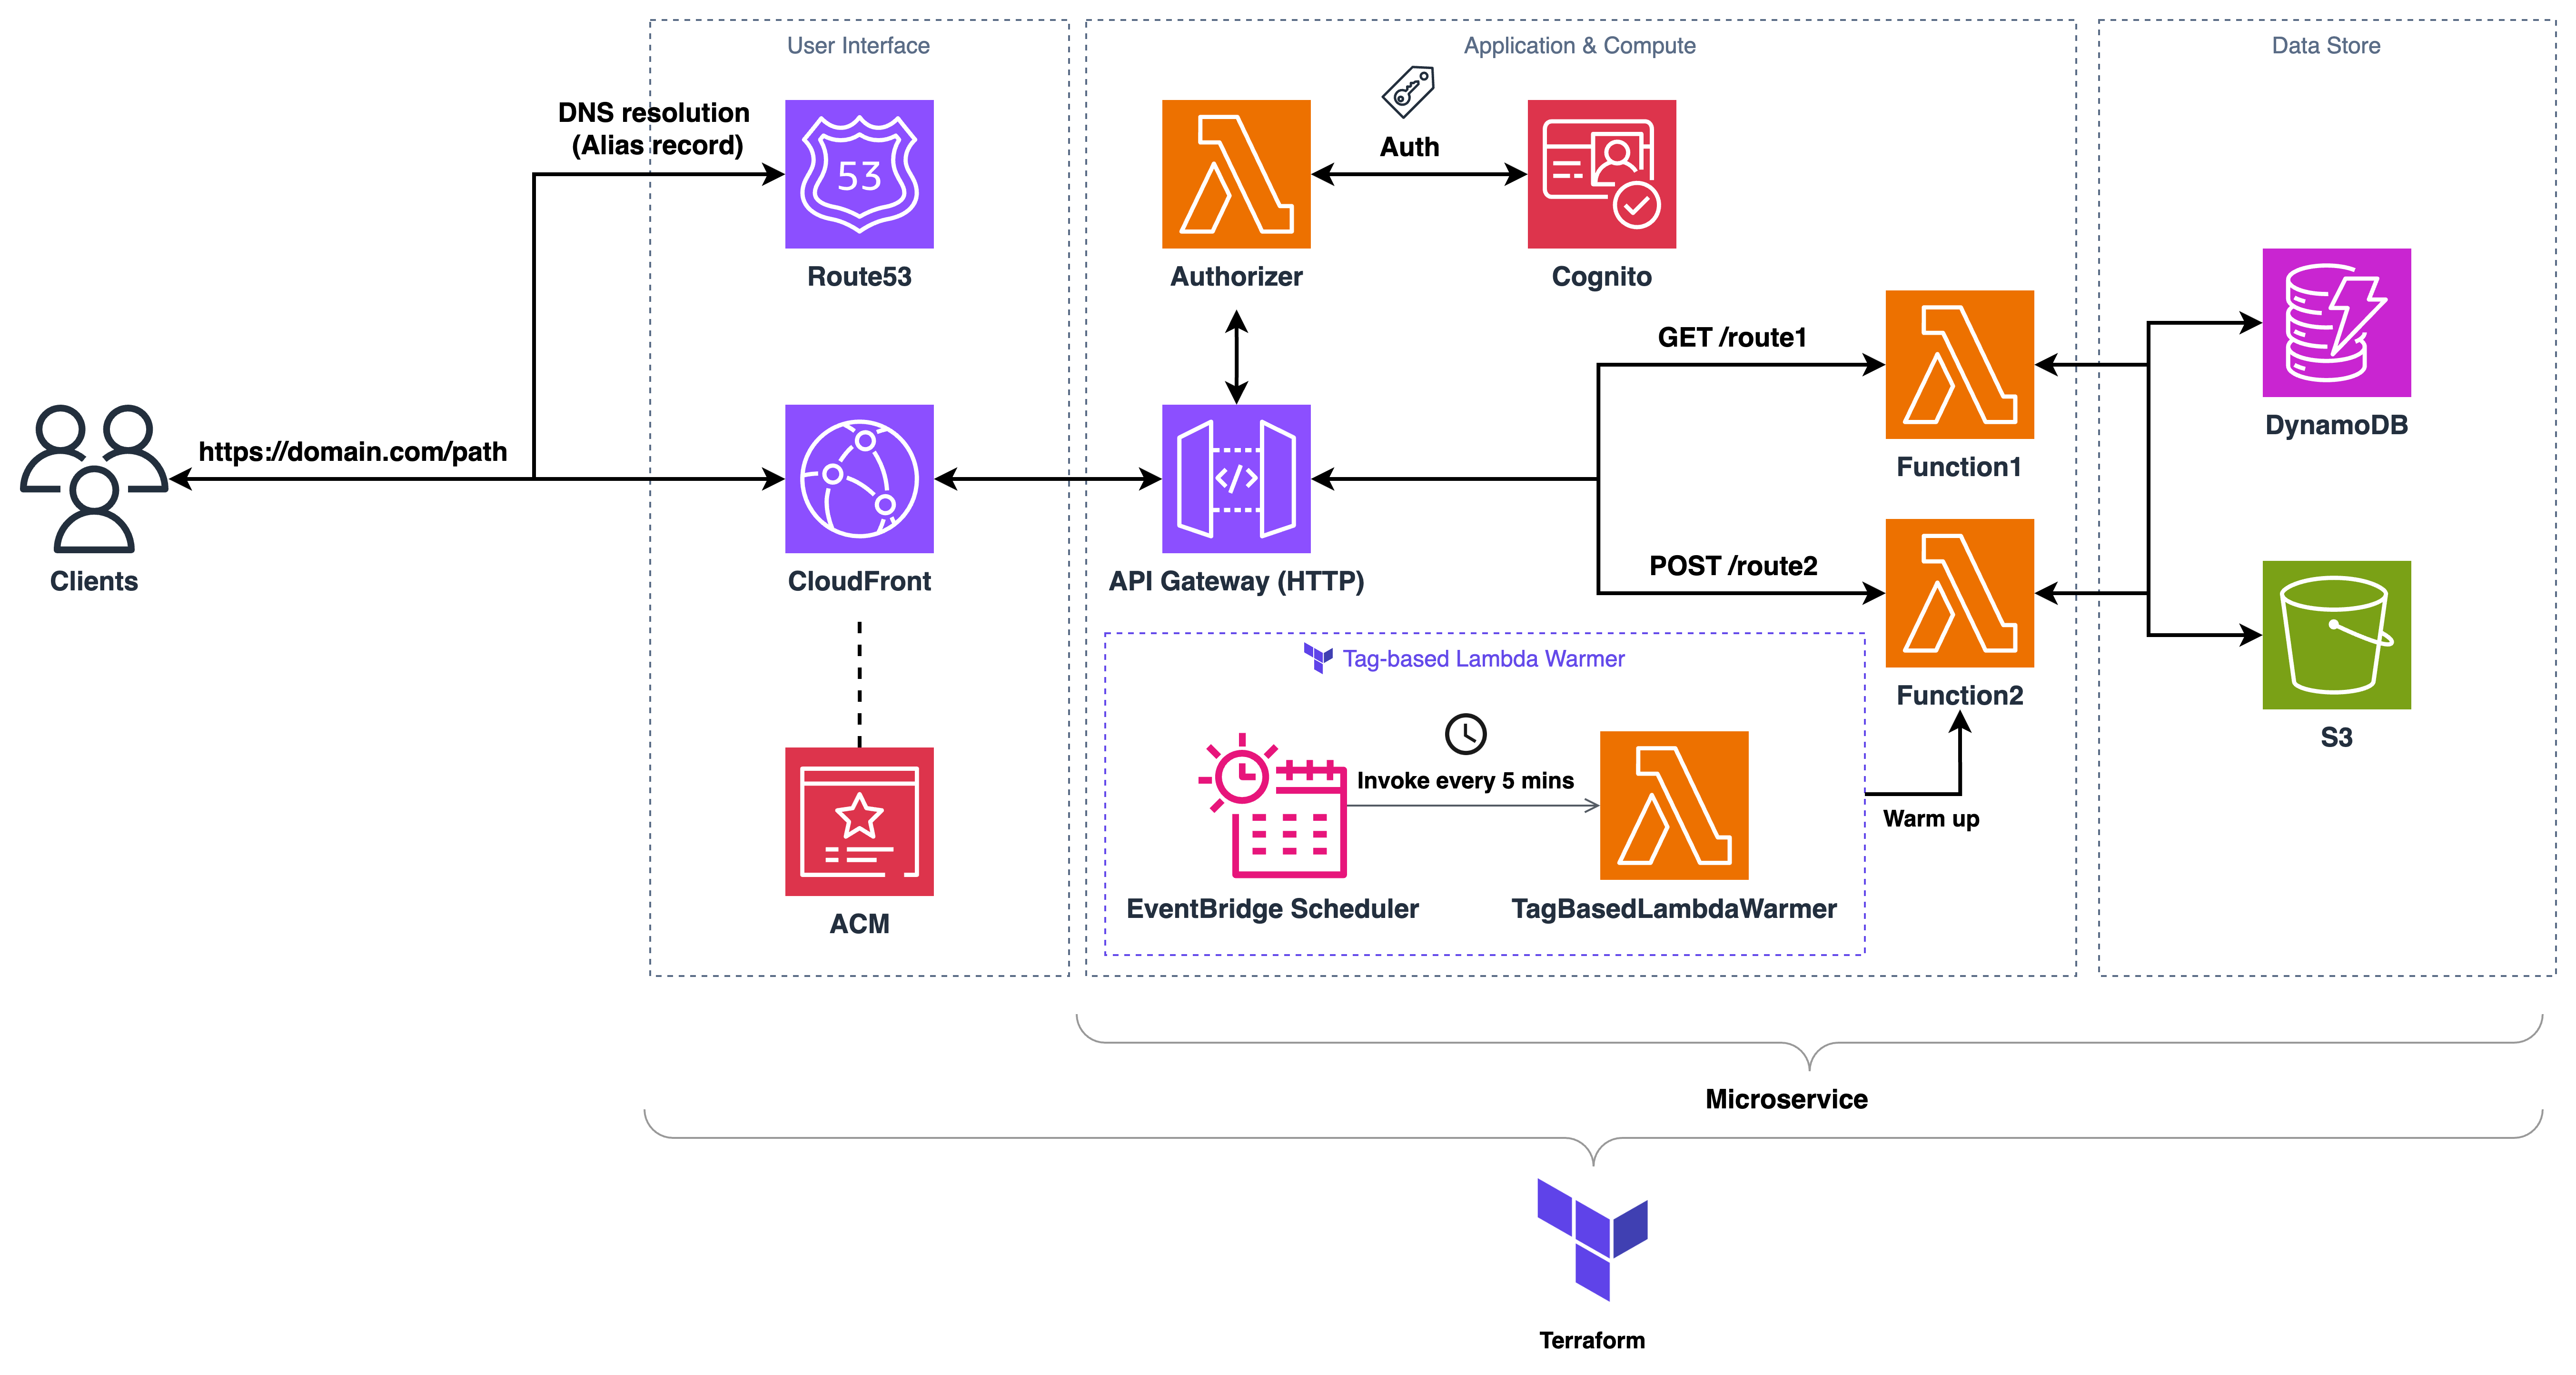 User Interface
Application & Compute
Data Store
DNS resolution
(Alias record)
53
Route53
Authorizer
Auth
Cognito
https://domain.com/path
Clients
CloudFront
</>
API Gateway (HTTP)
GET /route1
Function1
POST /route2
Function2
DynamoDB
S3
ACM
Tag-based Lambda Warmer
Invoke every 5 mins
EventBridge Scheduler
TagBasedLambdaWarmer
Warm up
Microservice
Terraform